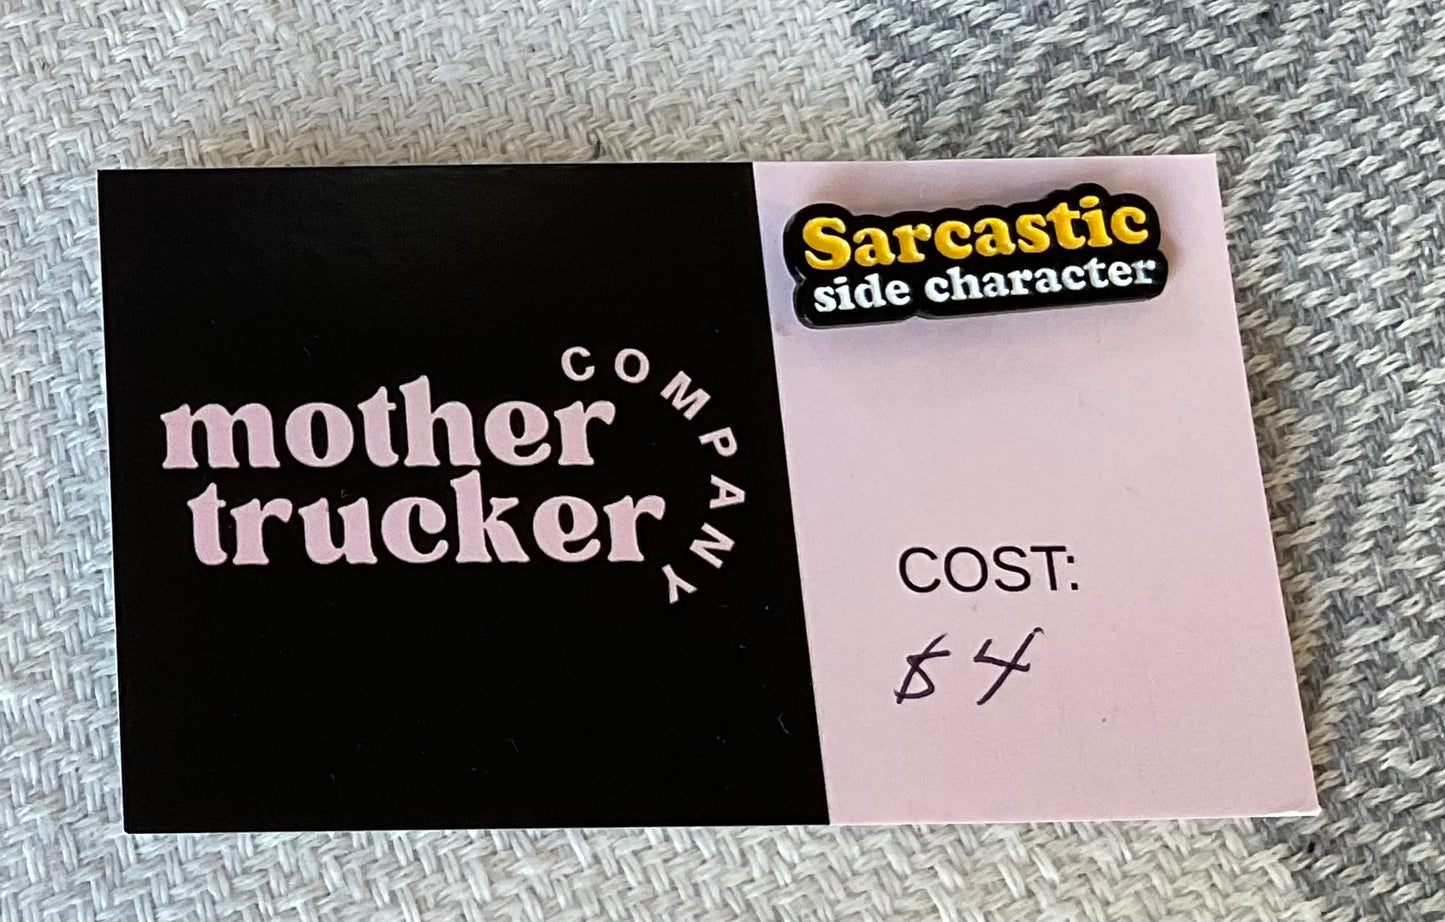 mother
trucker
COMPANY
Sarcastic
side character
COST:
$4